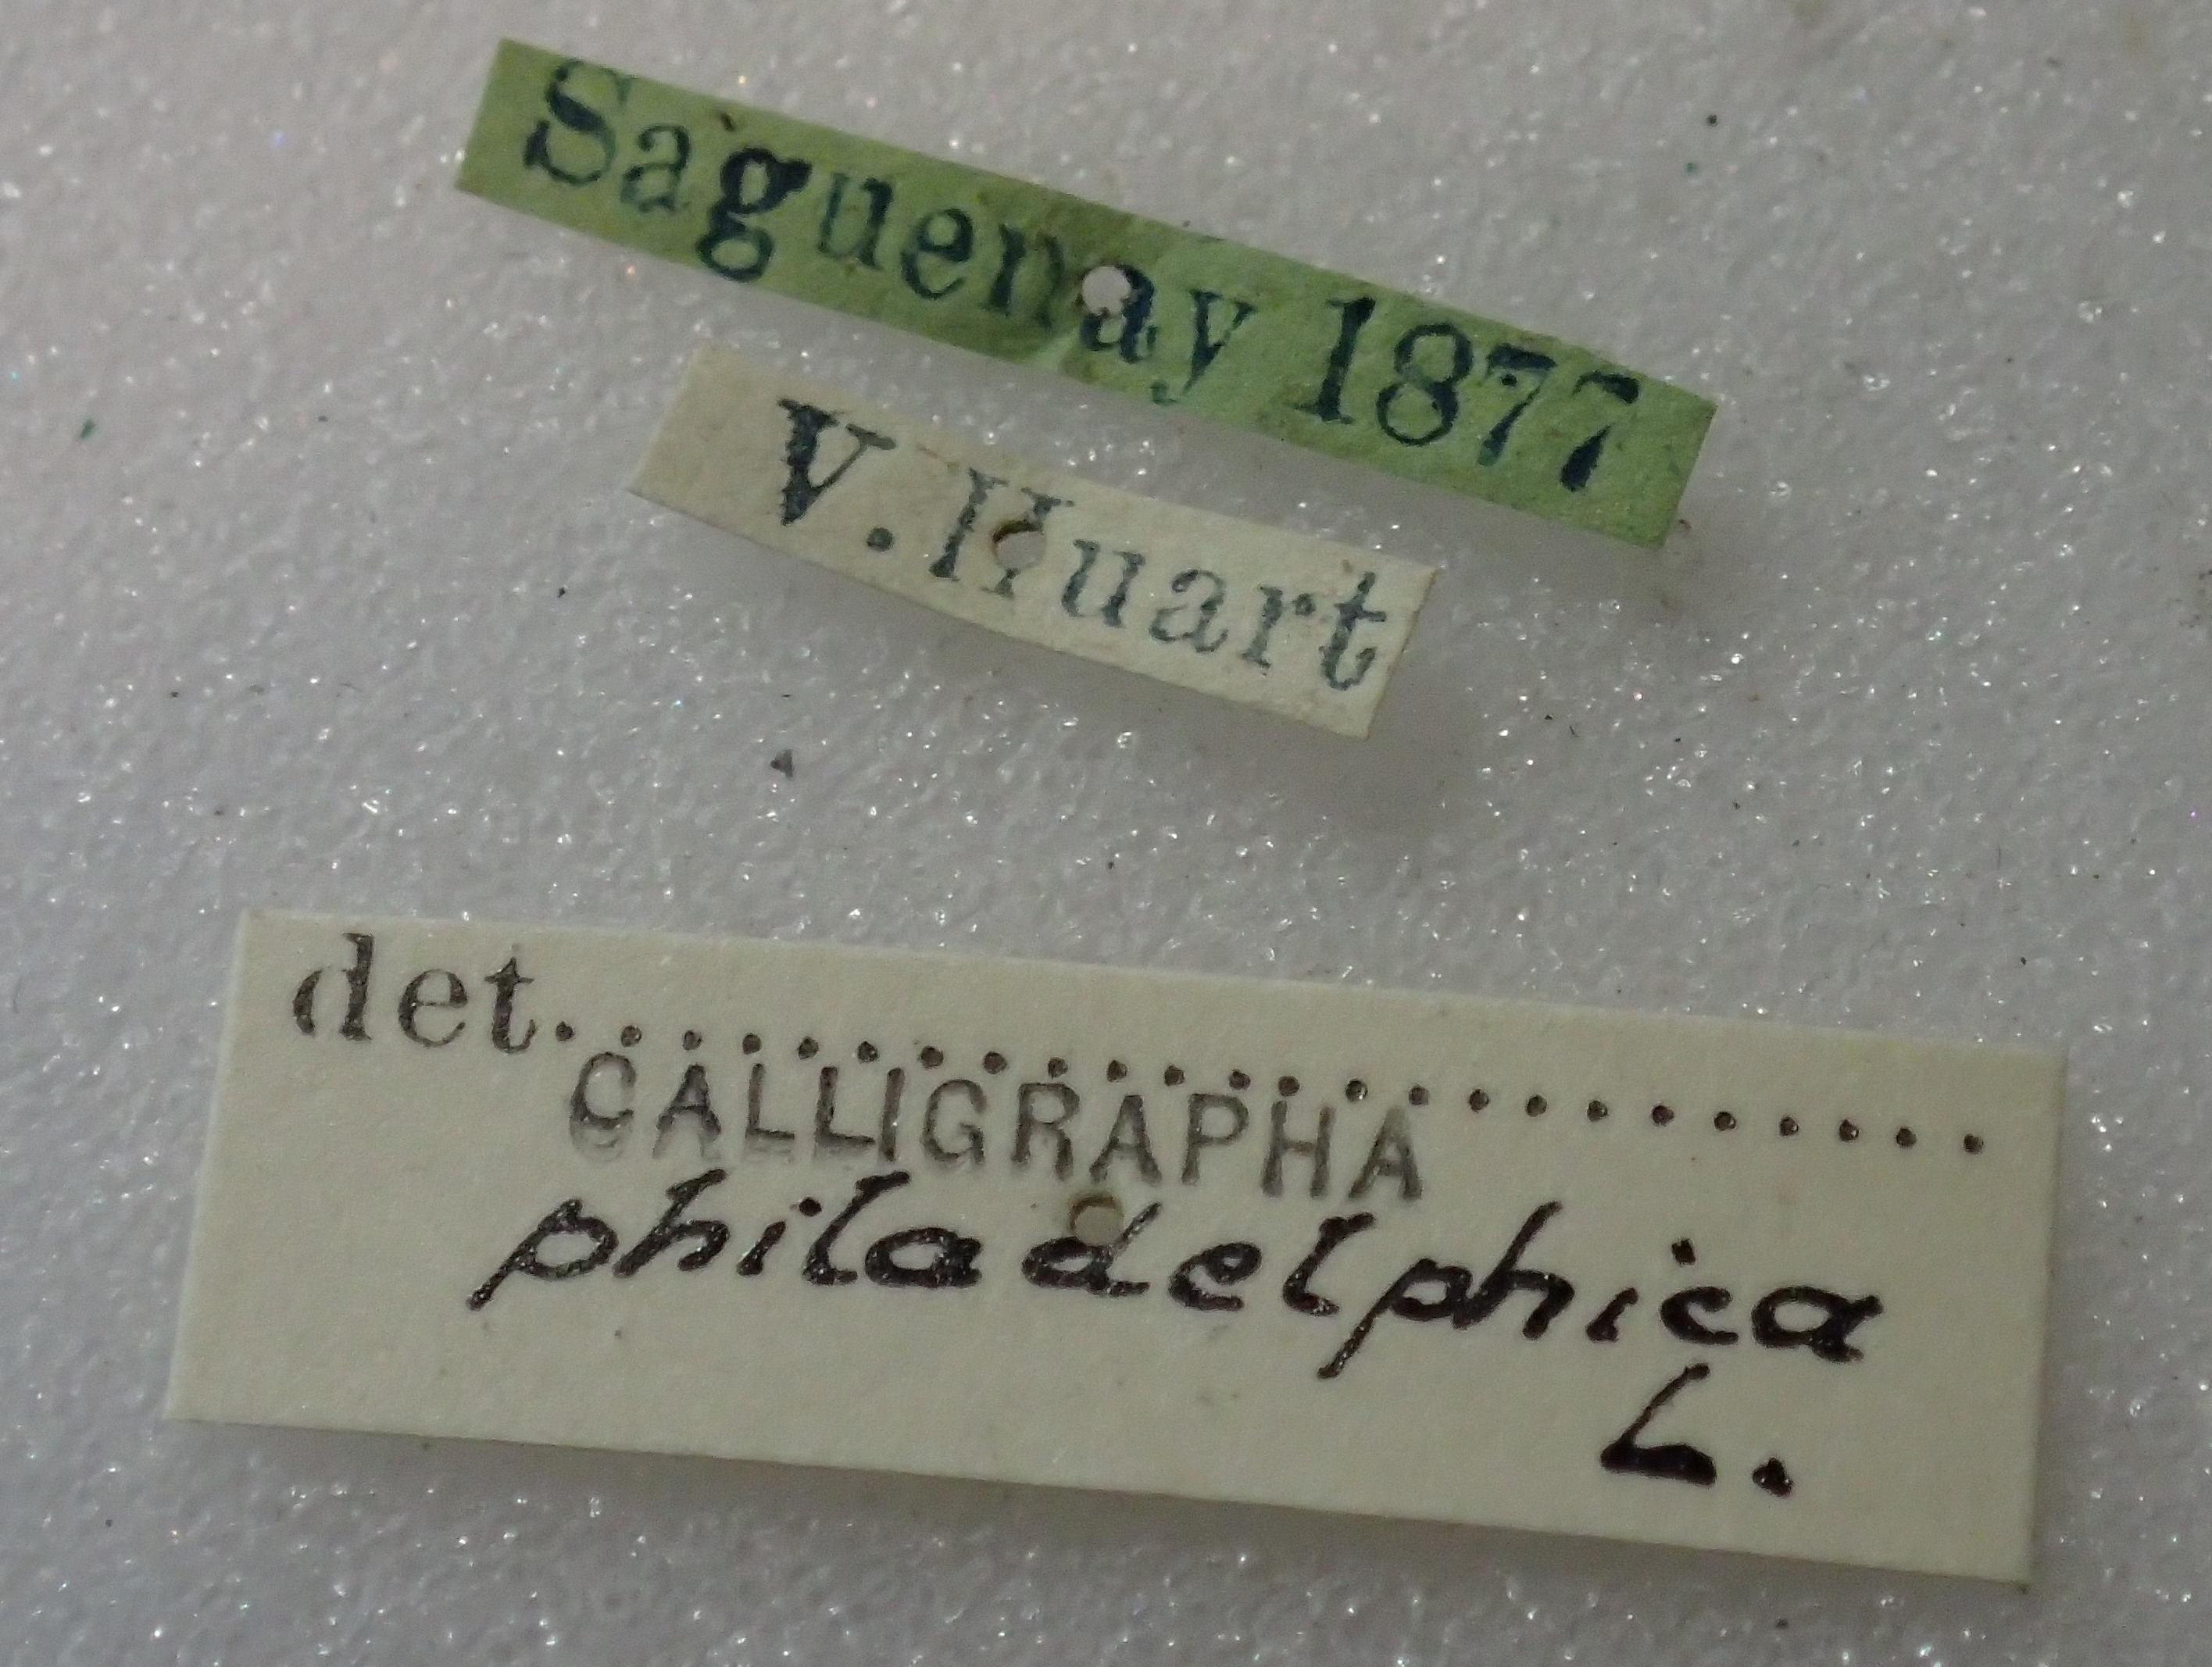 Saguenay 1877
V. Huart
det..........................
CALLIGRAPHA
philadelphica
L.